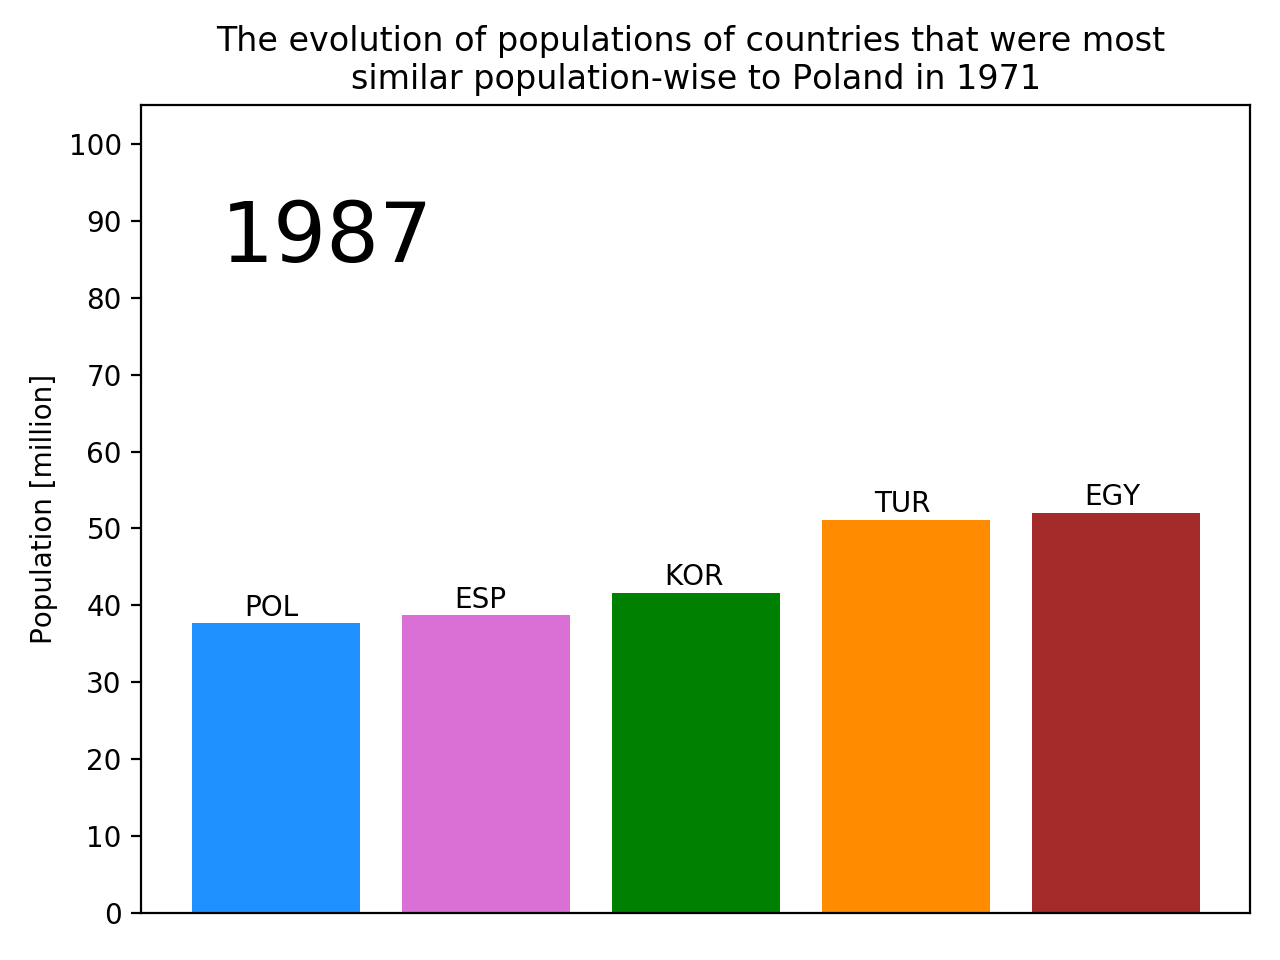 The evolution of populations of countries that were most
similar population-wise to Poland in 1971
100
90
80
70
60
50
40
30
20
10
0
Population [million]
1987
POL
ESP
KOR
TUR
EGY